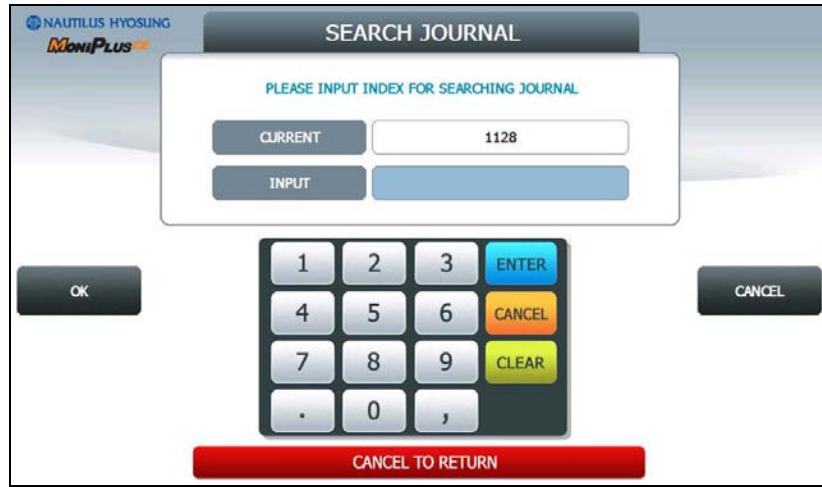 NAUTILUS HYOSUNG
MoniPlus CE
SEARCH JOURNAL
PLEASE INPUT INDEX FOR SEARCHING JOURNAL
CURRENT 1128
INPUT
1 2 3 ENTER
OK
CANCEL
4 5 6 CANCEL
7 8 9 CLEAR
. 0 ,
CANCEL TO RETURN